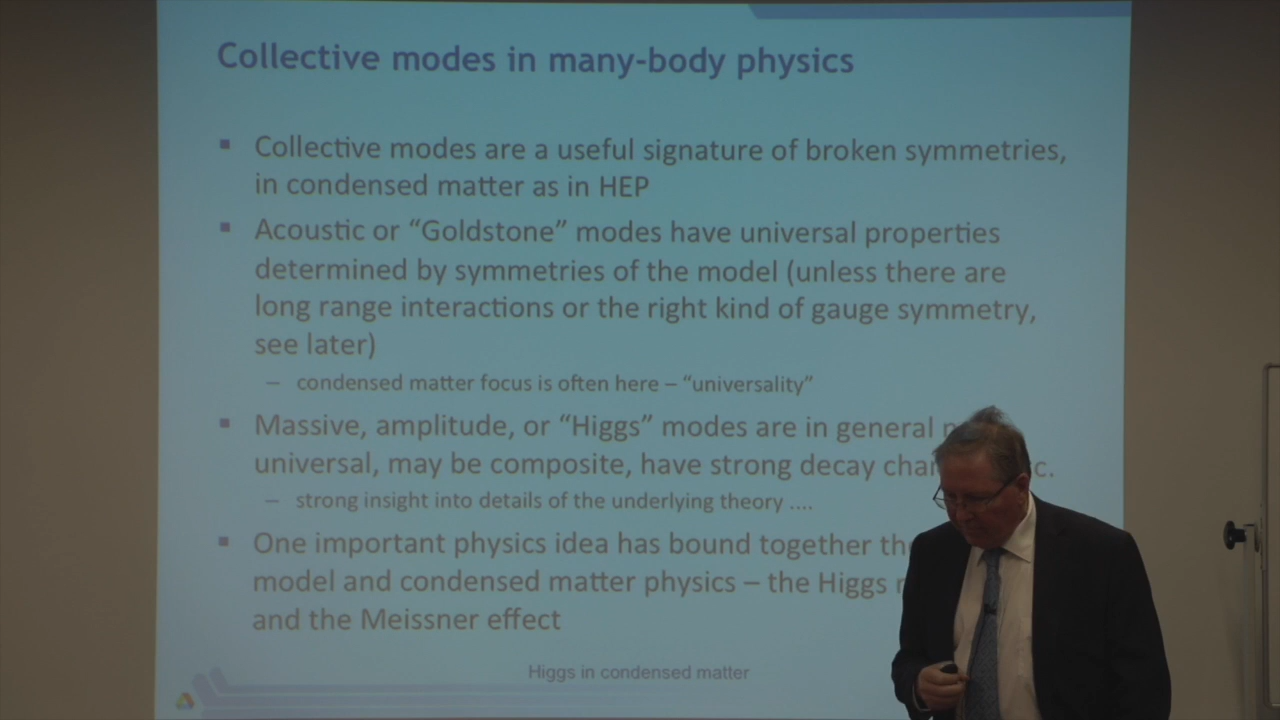 Collective modes in many-body physics
Collective modes are a useful signature of broken symmetries,
in condensed matter as in HEP
Acoustic or “Goldstone” modes have universal properties
determined by symmetries of the model (unless there are
long range interactions or the right kind of gauge symmetry,
see later)
– condensed matter focus is often here – “universality”
Massive, amplitude, or “Higgs” modes are in general
universal, may be composite, have strong decay
– strong insight into details of the underlying theory ....
One important physics idea has bound together
model and condensed matter physics – the Higgs
and the Meissner effect
Higgs in condensed matter